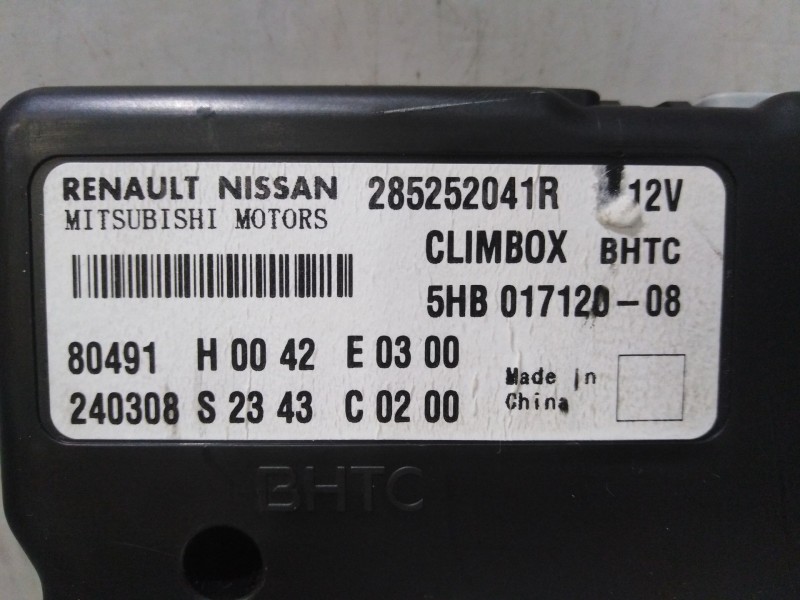 RENAULT NISSAN 285252041R 12V
MITSUBISHI MOTORS
CLIMBOX BHTC
5HB 017120-08
80491 H 00 42 E 03 00
240308 S 23 43 C 02 00
Made in
China
BHTC